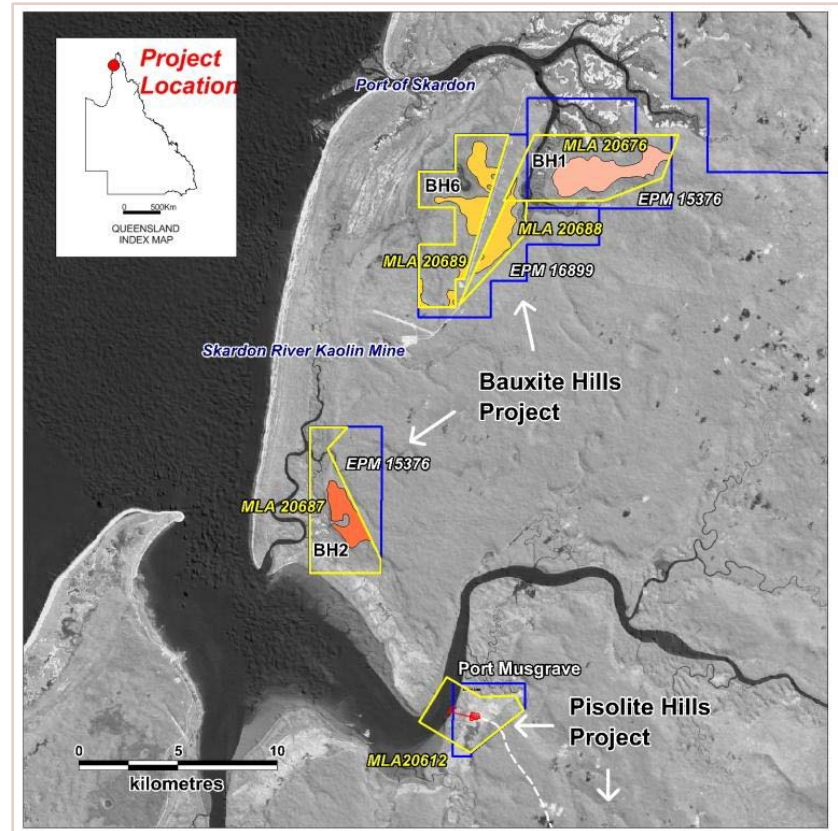 Project
Location
0 500Km
QUEENSLAND
INDEX MAP
Port of Skardon
MLA 20676
BH1
BH6
EPM 15376
MLA 20688
MLA 20689
EPM 16899
Skardon River Kaolin Mine
Bauxite Hills
Project
EPM 15376
MLA 20687
BH2
Port Musgrave
Pisolite Hills
Project
MLA20612
0 5 10
kilometres